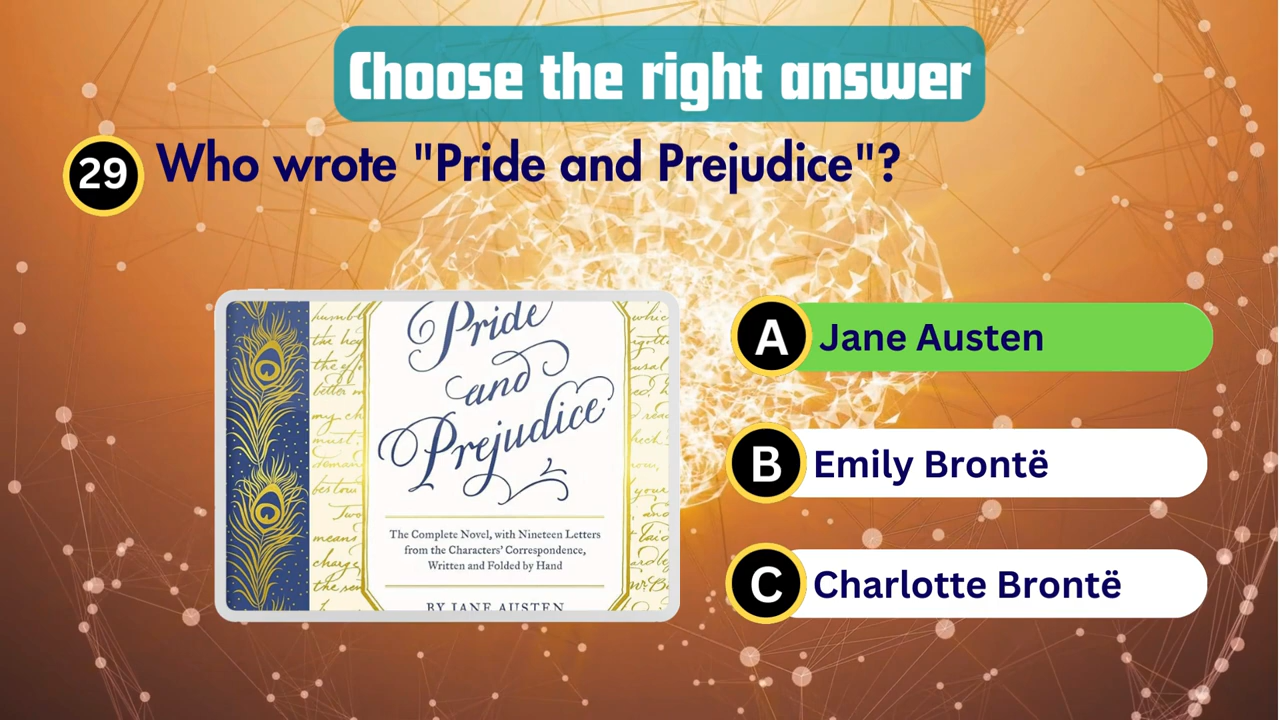 Choose the right answer
29 Who wrote "Pride and Prejudice"?
Pride
and
Prejudice
The Complete Novel, with Nineteen Letters
from the Characters' Correspondence,
Written and Folded by Hand
BY JANE AUSTEN
A Jane Austen
B Emily Brontë
C Charlotte Brontë